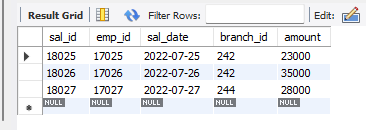 Result Grid Filter Rows: Edit:
sal_id emp_id sal_date branch_id amount
18025 17025 2022-07-25 242 23000
18026 17026 2022-07-26 242 35000
18027 17027 2022-07-27 244 28000
NULL NULL NULL NULL NULL